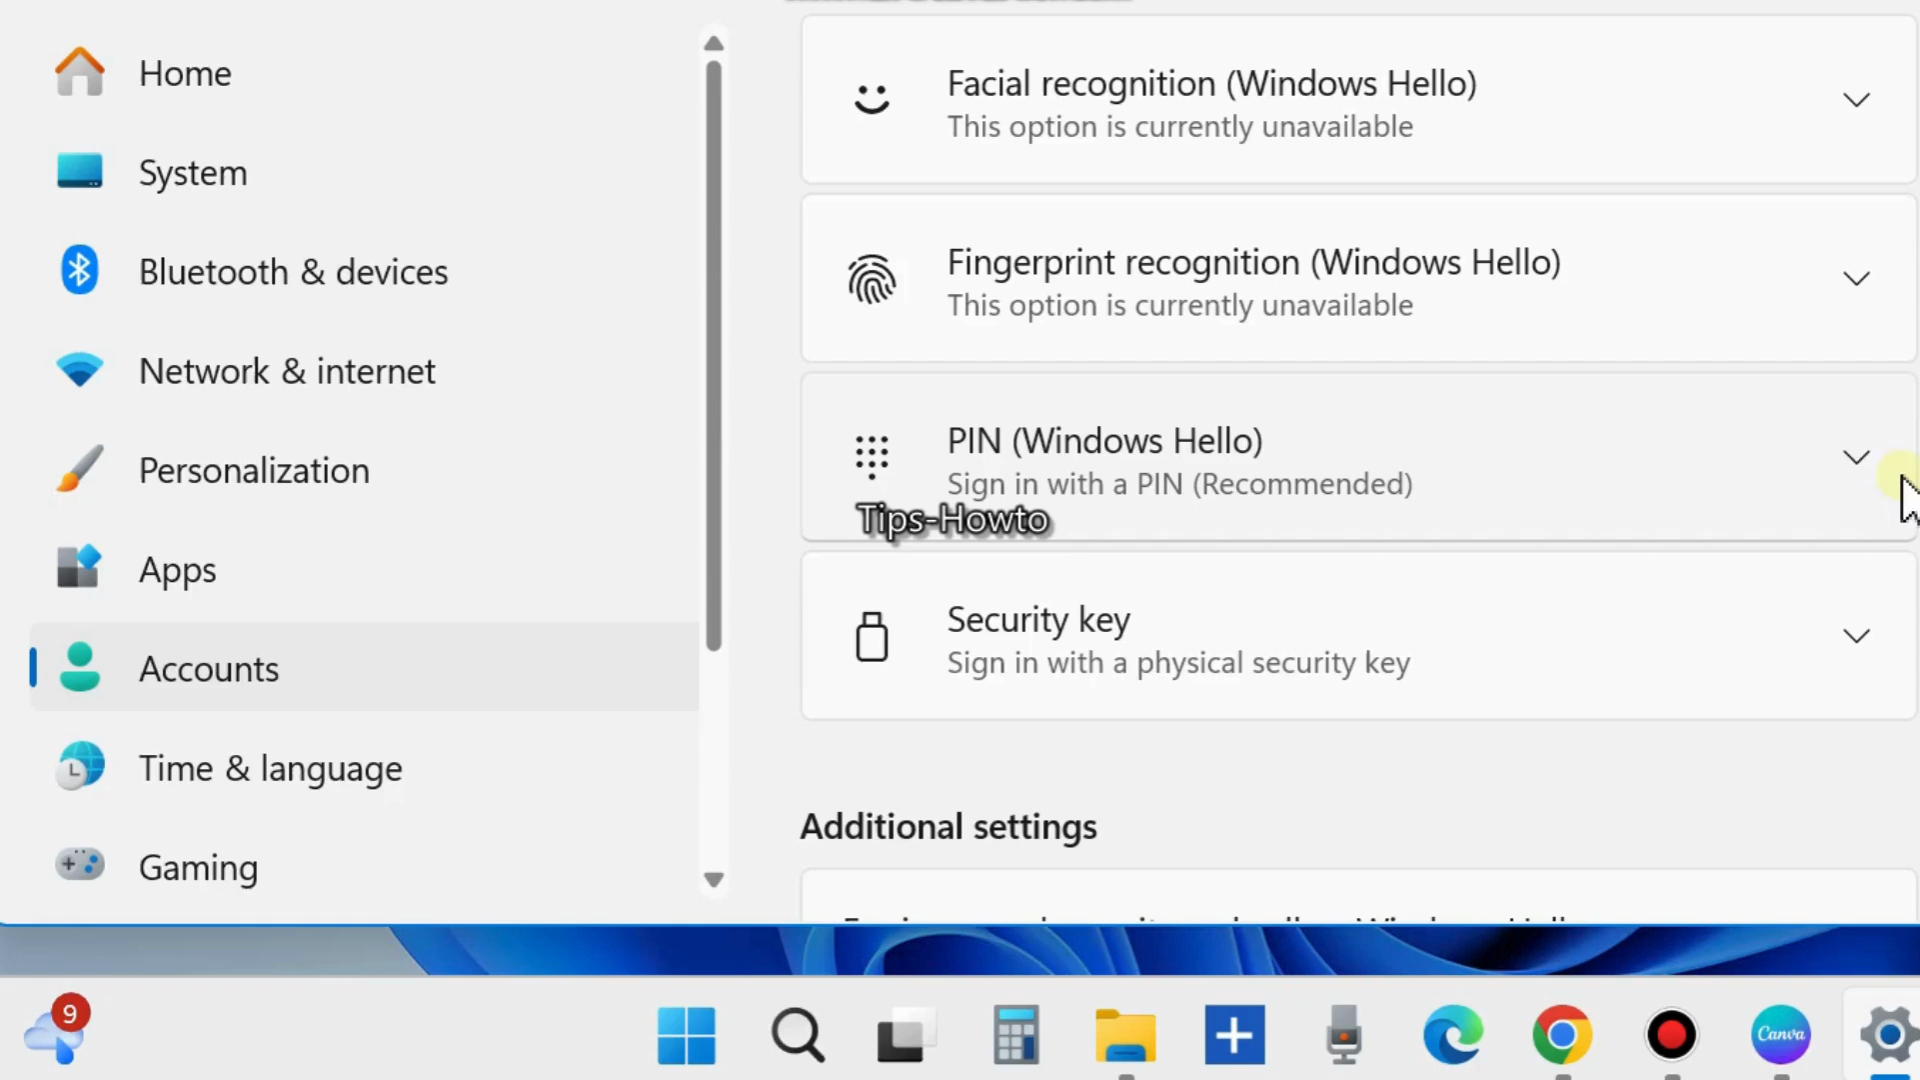 Home
System
Bluetooth & devices
Network & internet
Personalization
Apps
Accounts
Time & language
Gaming
Facial recognition (Windows Hello)
This option is currently unavailable
Fingerprint recognition (Windows Hello)
This option is currently unavailable
PIN (Windows Hello)
Sign in with a PIN (Recommended)
Tips-Howto
Security key
Sign in with a physical security key
Additional settings
9
Canva